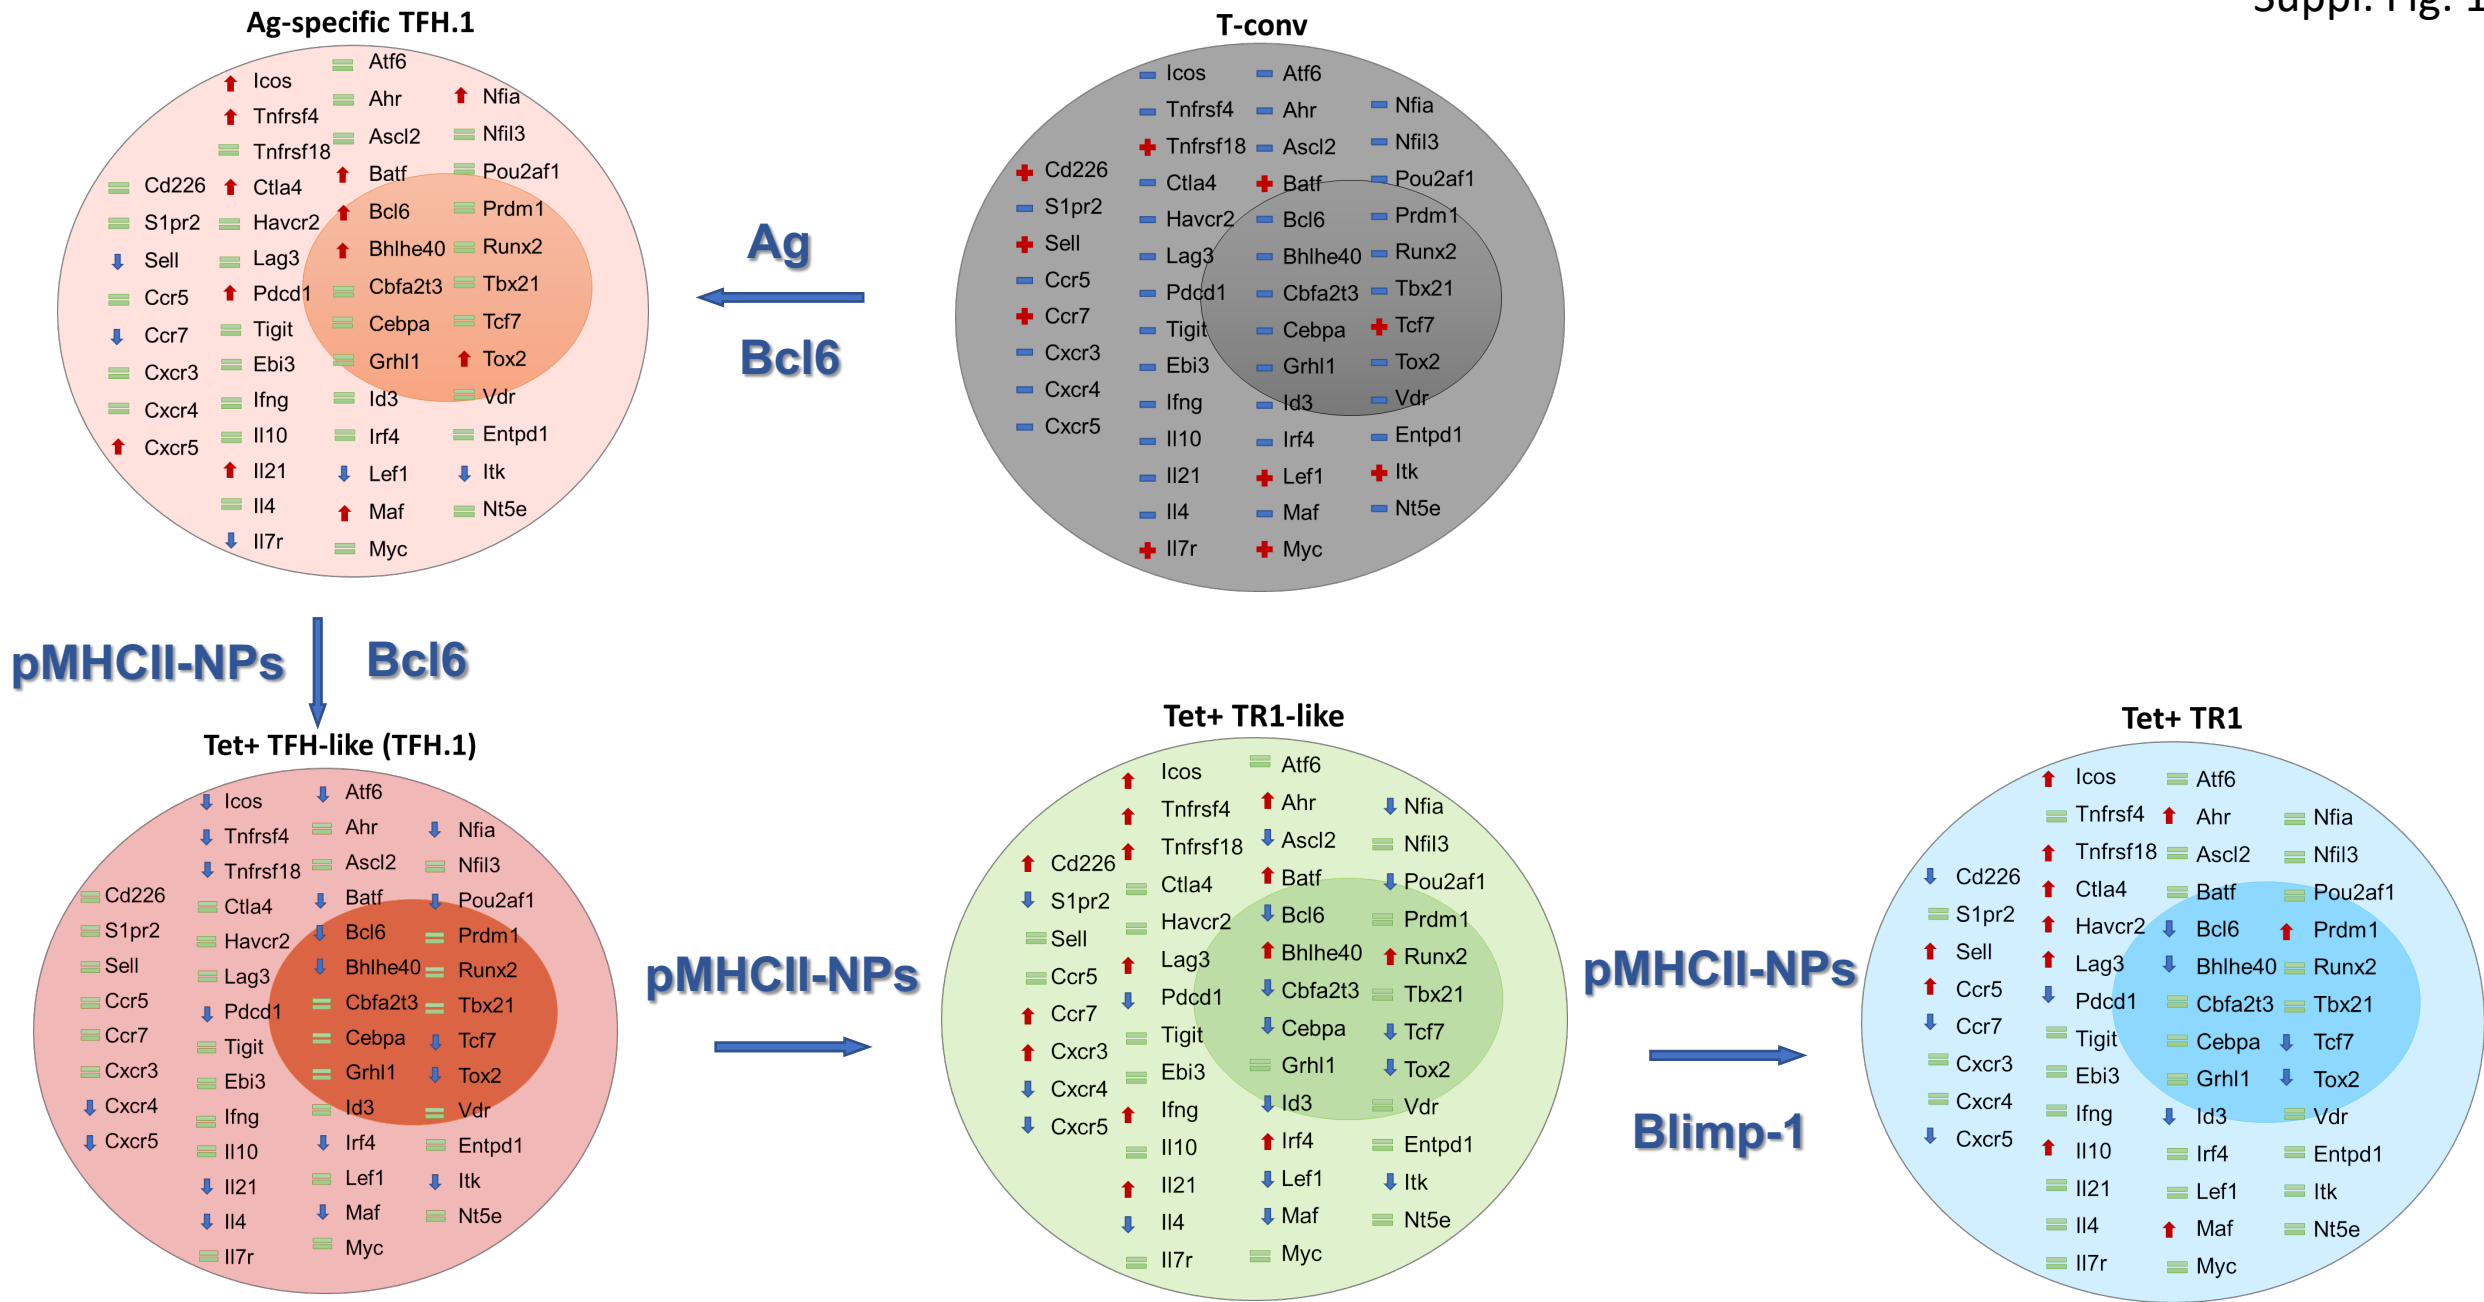 Suppl. Fig. 1
Ag-specific TFH.1
Cd226
S1pr2
Sell
Ccr5
Ccr7
Cxcr3
Cxcr4
Cxcr5
Icos
Tnfrsf4
Tnfrsf18
Ctla4
Havcr2
Lag3
Pdcd1
Tigit
Ebi3
Ifng
Il10
Il21
Il4
Il7r
Atf6
Ahr
Ascl2
Batf
Bcl6
Bhlhe40
Cbfa2t3
Cebpa
Grhl1
Id3
Irf4
Lef1
Maf
Myc
Nfia
Nfil3
Pou2af1
Prdm1
Runx2
Tbx21
Tcf7
Tox2
Vdr
Entpd1
Itk
Nt5e
Ag
Bcl6
T-conv
Cd226
S1pr2
Sell
Ccr5
Ccr7
Cxcr3
Cxcr4
Cxcr5
Icos
Tnfrsf4
Tnfrsf18
Ctla4
Havcr2
Lag3
Pdcd1
Tigit
Ebi3
Ifng
Il10
Il21
Il4
Il7r
Atf6
Ahr
Ascl2
Batf
Bcl6
Bhlhe40
Cbfa2t3
Cebpa
Grhl1
Id3
Irf4
Lef1
Maf
Myc
Nfia
Nfil3
Pou2af1
Prdm1
Runx2
Tbx21
Tcf7
Tox2
Vdr
Entpd1
Itk
Nt5e
pMHCII-NPs
Bcl6
Tet+ TFH-like (TFH.1)
Cd226
S1pr2
Sell
Ccr5
Ccr7
Cxcr3
Cxcr4
Cxcr5
Icos
Tnfrsf4
Tnfrsf18
Ctla4
Havcr2
Lag3
Pdcd1
Tigit
Ebi3
Ifng
Il10
Il21
Il4
Il7r
Atf6
Ahr
Ascl2
Batf
Bcl6
Bhlhe40
Cbfa2t3
Cebpa
Grhl1
Id3
Irf4
Lef1
Maf
Myc
Nfia
Nfil3
Pou2af1
Prdm1
Runx2
Tbx21
Tcf7
Tox2
Vdr
Entpd1
Itk
Nt5e
pMHCII-NPs
Tet+ TR1-like
Cd226
S1pr2
Sell
Ccr5
Ccr7
Cxcr3
Cxcr4
Cxcr5
Icos
Tnfrsf4
Tnfrsf18
Ctla4
Havcr2
Lag3
Pdcd1
Tigit
Ebi3
Ifng
Il10
Il21
Il4
Il7r
Atf6
Ahr
Ascl2
Batf
Bcl6
Bhlhe40
Cbfa2t3
Cebpa
Grhl1
Id3
Irf4
Lef1
Maf
Myc
Nfia
Nfil3
Pou2af1
Prdm1
Runx2
Tbx21
Tcf7
Tox2
Vdr
Entpd1
Itk
Nt5e
pMHCII-NPs
Blimp-1
Tet+ TR1
Cd226
S1pr2
Sell
Ccr5
Ccr7
Cxcr3
Cxcr4
Cxcr5
Icos
Tnfrsf4
Tnfrsf18
Ctla4
Havcr2
Lag3
Pdcd1
Tigit
Ebi3
Ifng
Il10
Il21
Il4
Il7r
Atf6
Ahr
Ascl2
Batf
Bcl6
Bhlhe40
Cbfa2t3
Cebpa
Grhl1
Id3
Irf4
Lef1
Maf
Myc
Nfia
Nfil3
Pou2af1
Prdm1
Runx2
Tbx21
Tcf7
Tox2
Vdr
Entpd1
Itk
Nt5e